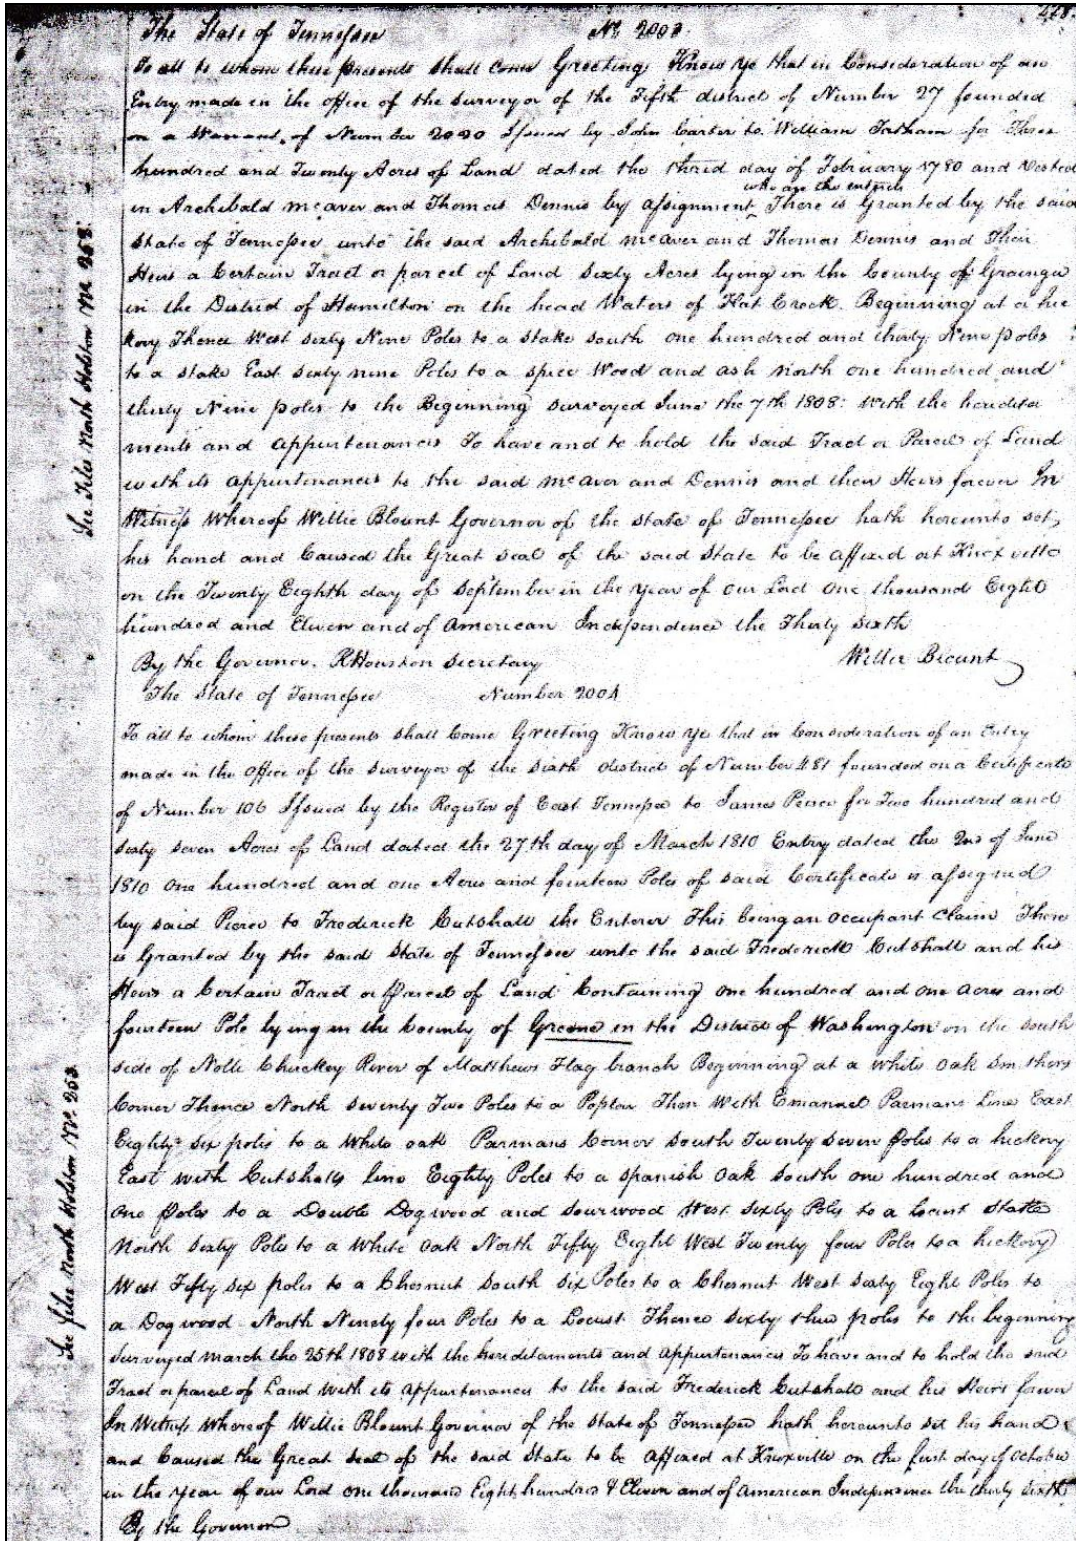 428.
The State of Tennessee No. 2003.
To all to whom these presents shall Come Greeting Know ye that in Consideration of an
Entry made in the office of the surveyor of the Fifth district of Number 27 founded
on a Warrant of Number 2020 Issued by John Carter to William Tatham for Three
hundred and Twenty Acres of Land dated the third day of February 1780 and Vested
who are the enterers
in Archibald McAver and Thomas Dennis by assignment There is Granted by the said
State of Tennessee unto the said Archibald McAver and Thomas Dennis and Their
Heirs a Certain Tract or parcel of Land Sixty Acres lying in the County of Grainger
in the District of Hamilton on the head Waters of Flat Creek. Beginning at a hic
kory Thence West Sixty Nine Poles to a Stake South one hundred and thirty Nine poles
to a Stake East Sixty nine Poles to a spice Wood and ash North one hundred and
thirty Nine poles to the Beginning Surveyed June the 7th 1808: With the heredita
ments and appurtenances To have and to hold the said Tract or Parcel of Land
with its appurtenances to the said McAver and Dennis and their Heirs forever In
Witness Whereof Willie Blount Governor of the State of Tennessee hath hereunto set
his hand and Caused the Great Seal of the said State to be affixed at Knoxville
on the Twenty Eighth day of September in the year of our Lord One thousand Eight
hundred and Eleven and of American Independence the Thirty Sixth
By the Governor. R Houston Secretary Willie Blount
See Files North Holston No. 268.
The State of Tennessee Number 2004
To all to whom these presents shall Come Greeting Know ye that in Consideration of an Entry
made in the office of the surveyor of the sixth district of Number 481 founded on a Certificate
of Number 106 Issued by the Register of East Tennessee to James Peirce for Two hundred and
Sixty seven Acres of Land dated the 27th day of March 1810 Entry dated the 2nd of June
1810 One hundred and one Acres and fourteen Poles of said Certificate is assigned
by said Pierce to Frederick Cutshall the Enterer This being an occupant Claim There
is Granted by the said State of Tennessee unto the said Frederick Cutshall and his
Heirs a Certain Tract or Parcel of Land Containing one hundred and one acres and
fourteen Pole lying in the County of Greene in the District of Washington on the south
side of Nolli Chuckey River of Matthews Flag branch Beginning at a White Oak Smithers
Corner Thence North Seventy Two Poles to a Poplar Then With Emanuel Parmans Line East
Eighty six poles to a White oak Parmans Corner South Twenty seven Poles to a hickory
East with Cutshalls line Eighty Poles to a Spanish Oak South one hundred and
One Poles to a Double Dogwood and Sourwood West Sixty Poles to a Locust Stake
North Sixty Poles to a White Oak North Fifty Eight West Twenty four Poles to a hickory
West Fifty six poles to a Chesnut South six Poles to a Chesnut West Sixty Eight Poles to
a Dogwood North Ninety four Poles to a Locust Thence Sixty three poles to the beginning
Surveyed March the 25th 1808 with the hereditaments and appurtenances To have and to hold the said
Tract or parcel of Land With its appurtenances to the said Frederick Cutshall and his Heirs forever
In Witness Whereof Willie Blount Governor of the State of Tennessee hath hereunto set his hand
and Caused the Great Seal of the said State to be Affixed at Knoxville on the first day of October
in the year of our Lord one thousand Eight hundred & Eleven and of American Independence the thirty Sixth
By the Governor
See files North Holston No. 253.